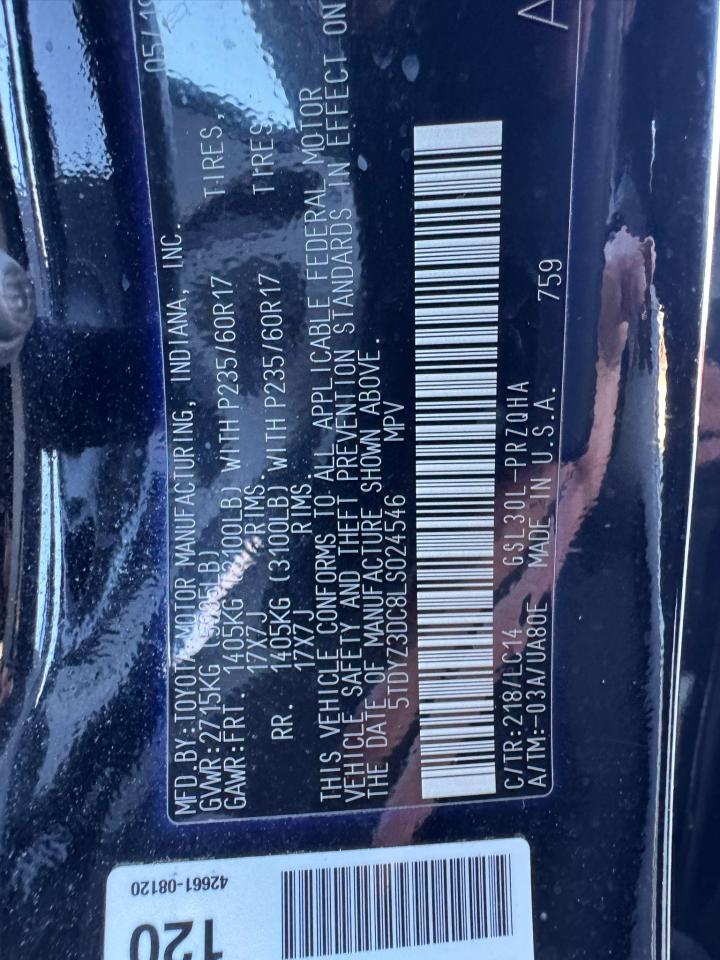 MFD.BY:TOYOTA MOTOR MANUFACTURING, INDIANA, INC. 05/19
GVWR:2715KG (5985LB)
GAWR:FRT. 1405KG (3100LB) WITH P235/60R17 TIRES,
17X7J RIMS.
RR. 1405KG (3100LB) WITH P235/60R17 TIRES
17X7J RIMS.
THIS VEHICLE CONFORMS TO ALL APPLICABLE FEDERAL MOTOR
VEHICLE SAFETY AND THEFT PREVENTION STANDARDS IN EFFECT ON
THE DATE OF MANUFACTURE SHOWN ABOVE.
5TDYZ3DC8LS024546 MPV
C/TR:218/LC14 GSL30L-PRZQHA 759
A/TM:-03A/UA80E MADE IN U.S.A.
A
42661-08120
120